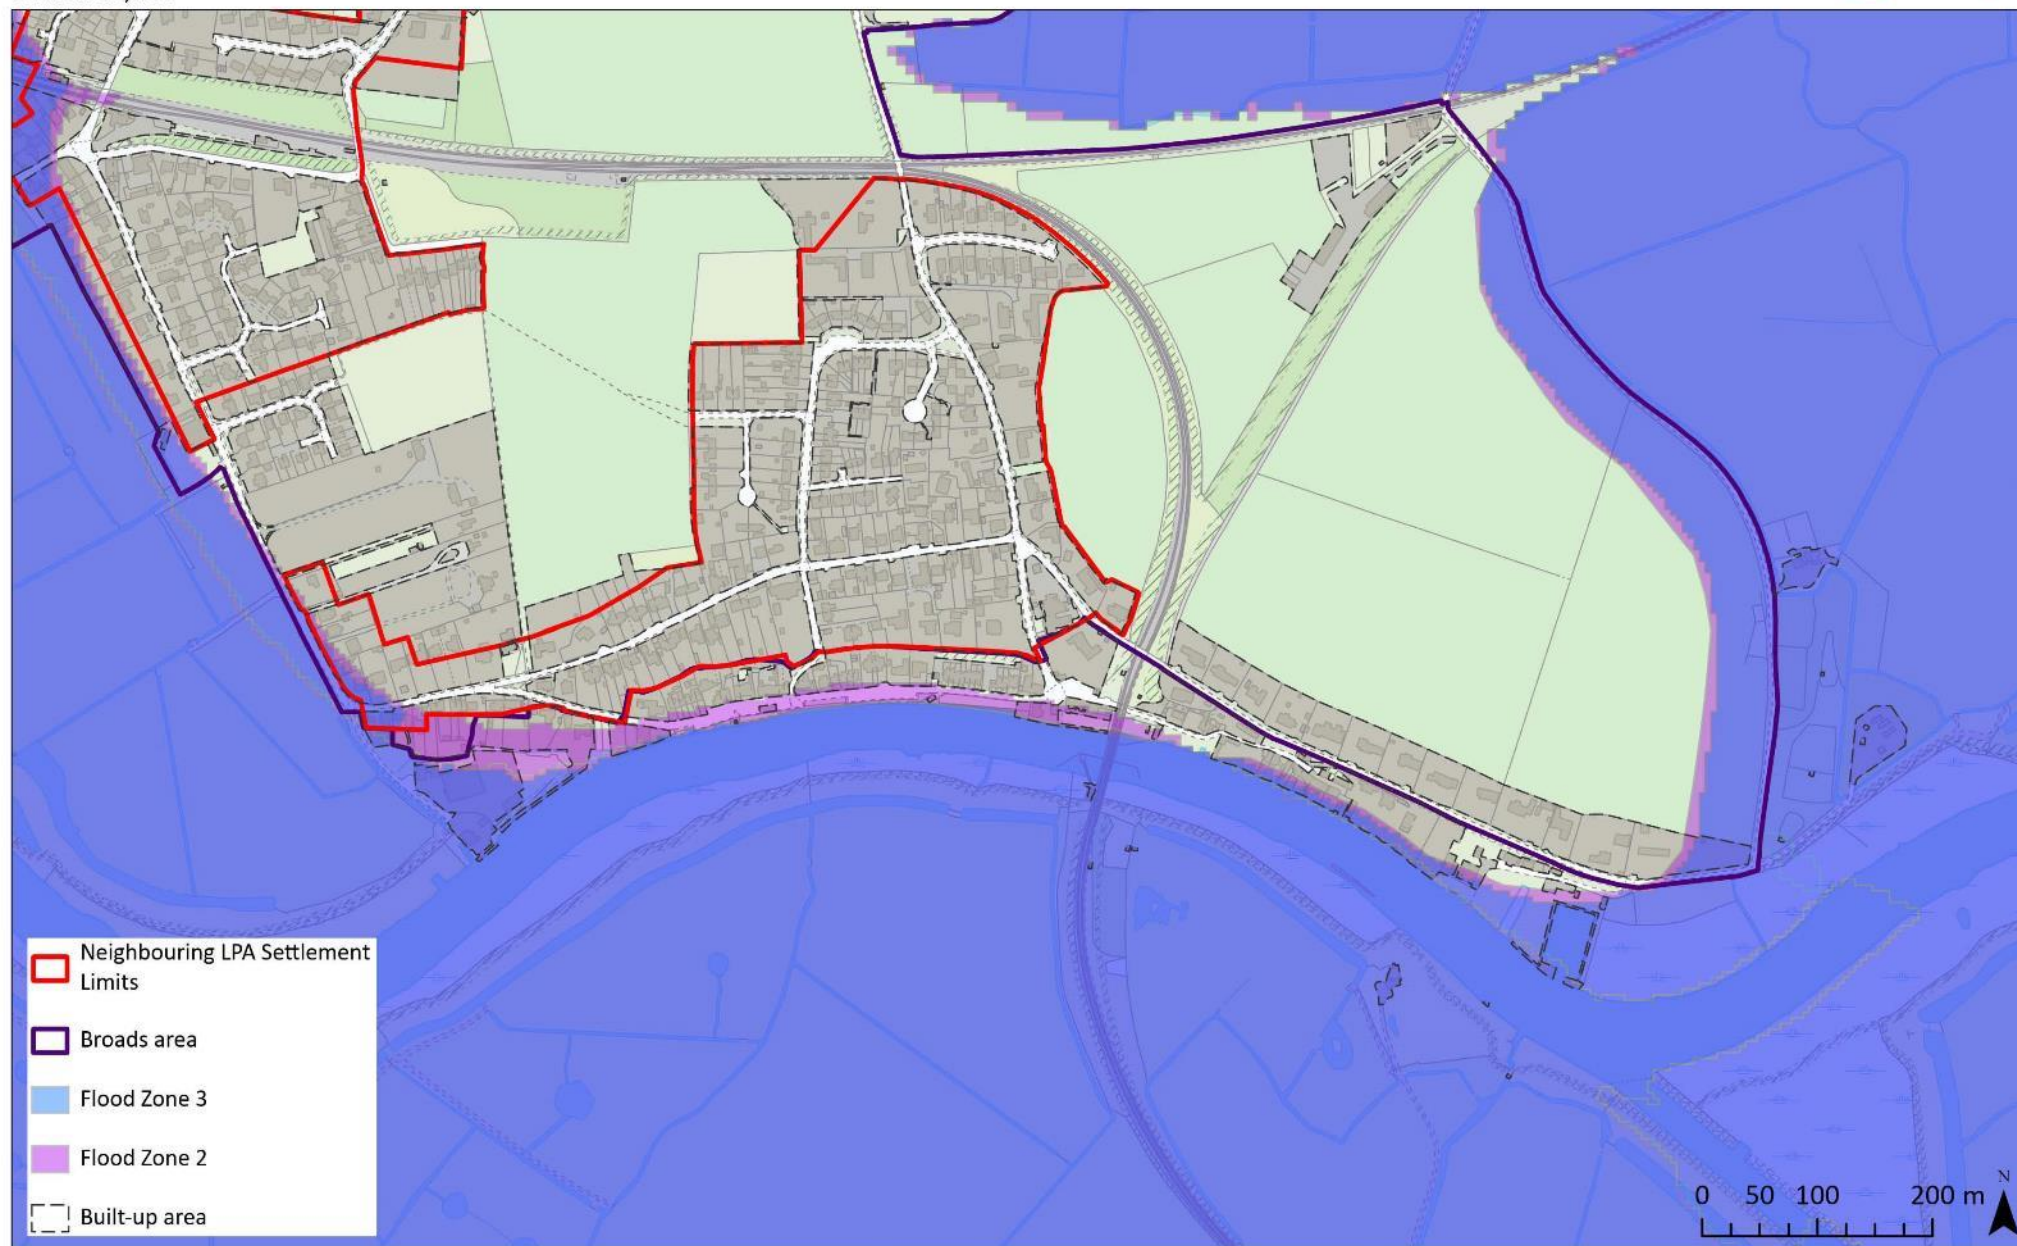 Neighbouring LPA Settlement
Limits
Broads area
Flood Zone 3
Flood Zone 2
Built-up area
0 50 100 200 m
N